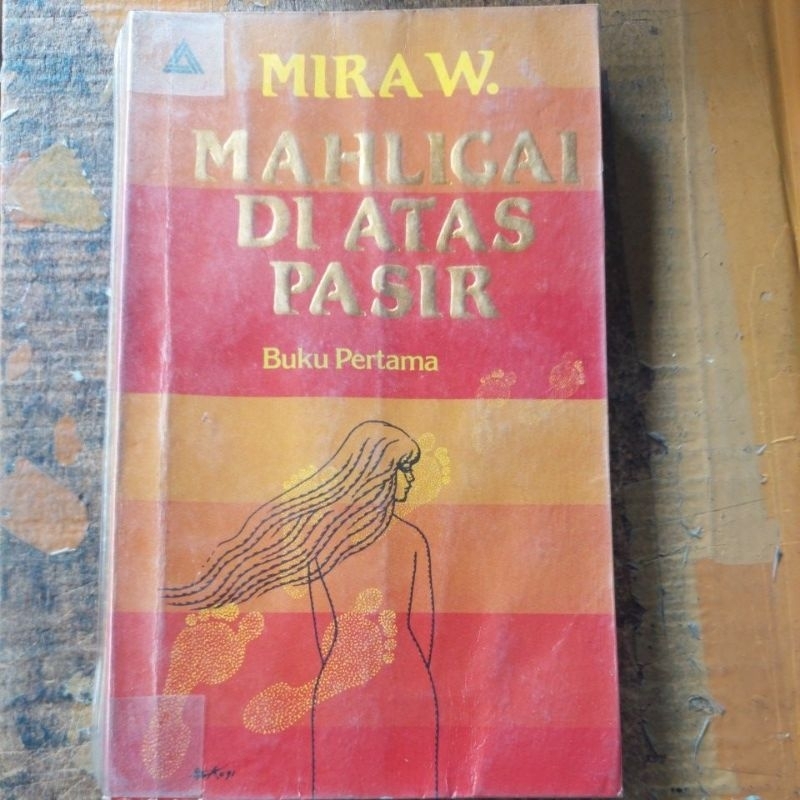 MIRA W.
MAHLIGAI
DI ATAS
PASIR
Buku Pertama